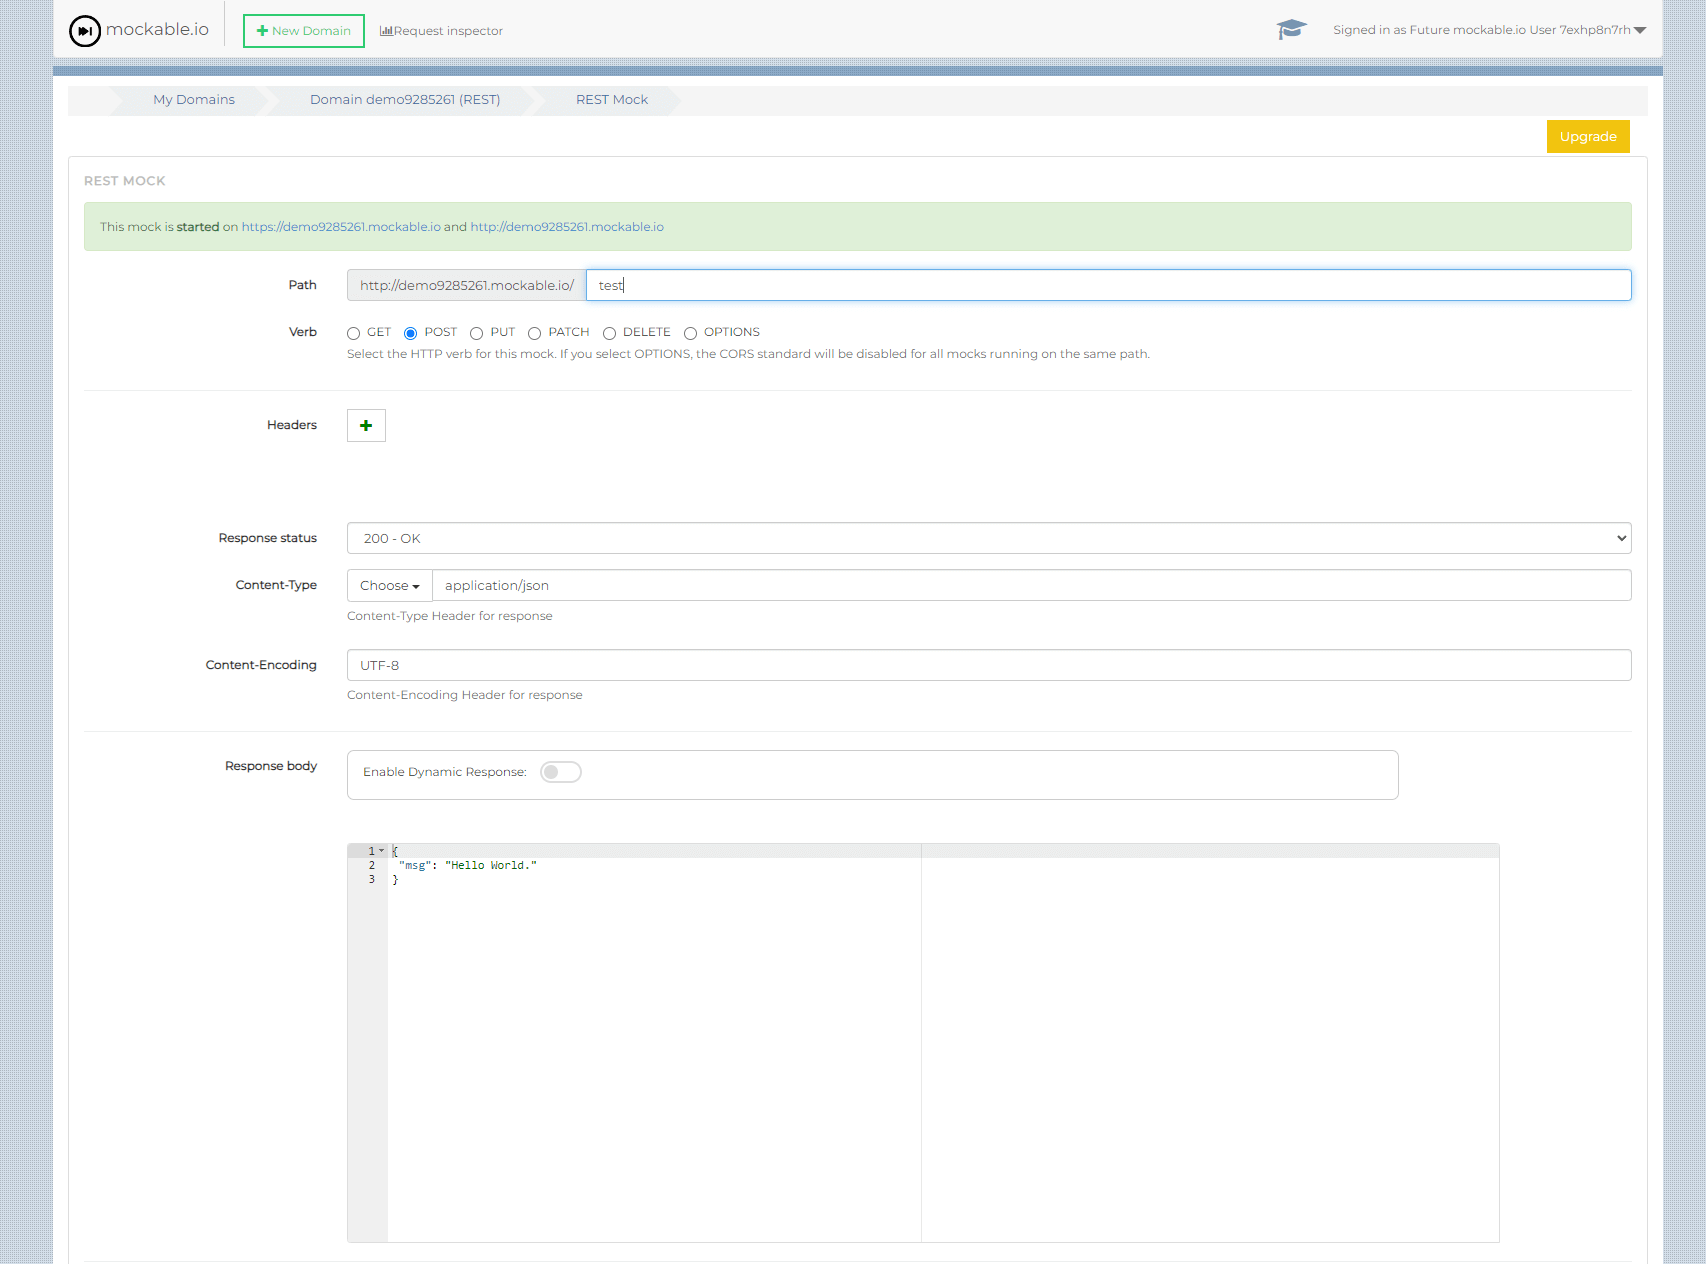 mockable.io
New Domain
Request inspector
Signed in as Future mockable.io User 7exhp8n7rh
My Domains
Domain demo9285261 (REST)
REST Mock
Upgrade
REST MOCK
This mock is started on https://demo9285261.mockable.io and http://demo9285261.mockable.io
Path
http://demo9285261.mockable.io/
test
Verb
GET POST PUT PATCH DELETE OPTIONS
Select the HTTP verb for this mock. If you select OPTIONS, the CORS standard will be disabled for all mocks running on the same path.
Headers
Response status
200 - OK
Content-Type
Choose
application/json
Content-Type Header for response
Content-Encoding
UTF-8
Content-Encoding Header for response
Response body
Enable Dynamic Response:
1 {
2 "msg": "Hello World."
3 }